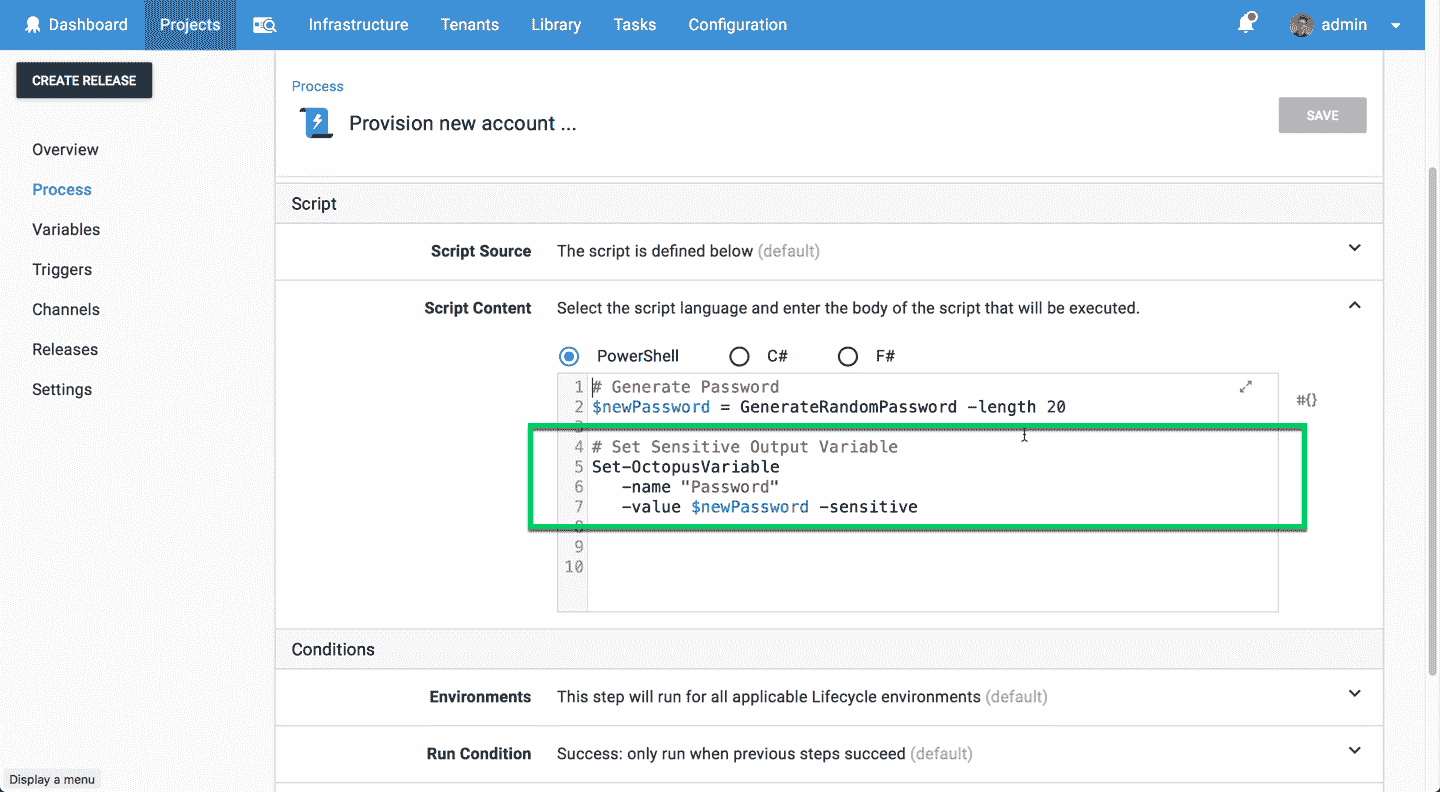 Dashboard Projects Infrastructure Tenants Library Tasks Configuration admin
CREATE RELEASE
Overview
Process
Variables
Triggers
Channels
Releases
Settings
Process
Provision new account ...
SAVE
Script
Script Source The script is defined below (default)
Script Content Select the script language and enter the body of the script that will be executed.
PowerShell C# F#
1 # Generate Password
2 $newPassword = GenerateRandomPassword -length 20
#{}
3
4 # Set Sensitive Output Variable
5 Set-OctopusVariable
6 -name "Password"
7 -value $newPassword -sensitive
8
9
10
Conditions
Environments This step will run for all applicable Lifecycle environments (default)
Run Condition Success: only run when previous steps succeed (default)
Display a menu